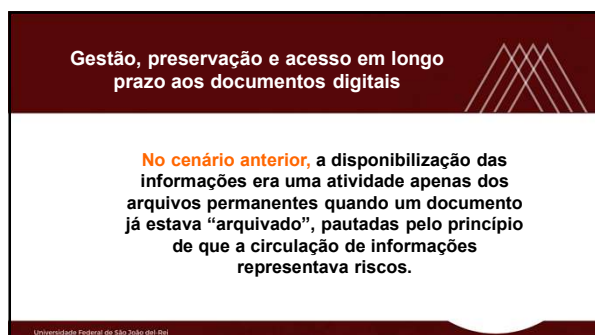 Gestão, preservação e acesso em longo
prazo aos documentos digitais
No cenário anterior, a disponibilização das
informações era uma atividade apenas dos
arquivos permanentes quando um documento
já estava “arquivado”, pautadas pelo princípio
de que a circulação de informações
representava riscos.
Universidade Federal de São João del-Rei